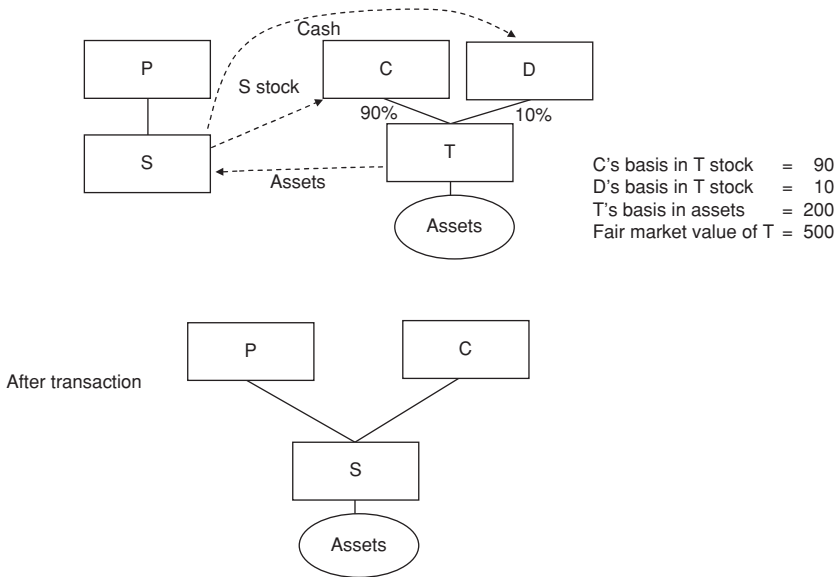 Cash
P
C
D
S stock
90%
10%
S
T
Assets
Assets
C's basis in T stock = 90
D's basis in T stock = 10
T's basis in assets = 200
Fair market value of T = 500
P
C
After transaction
S
Assets